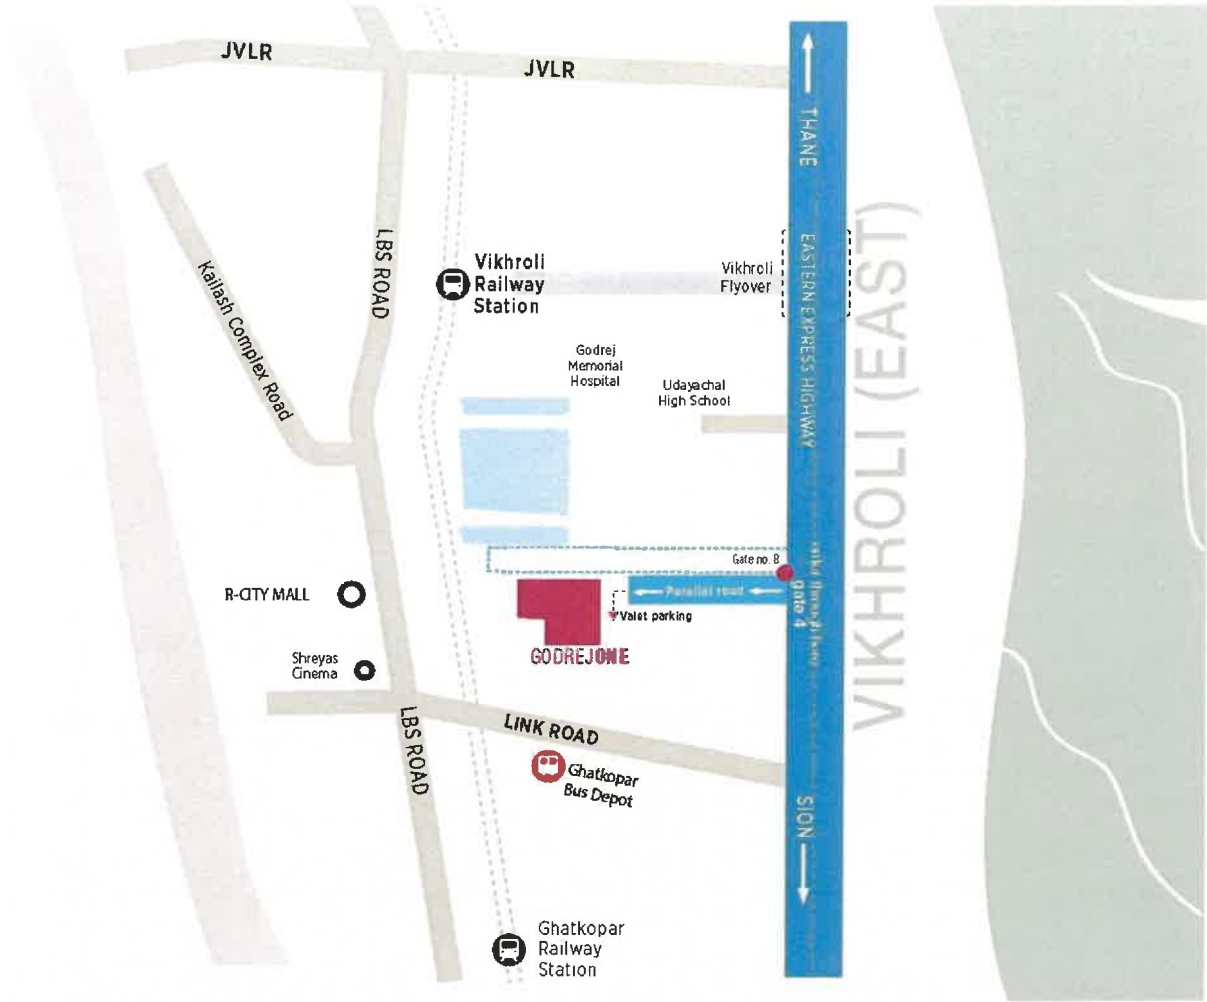 JVLR
JVLR
THANE
LBS ROAD
Kailash Complex Road
Vikhroli
Railway
Station
Vikhroli
Flyover
EASTERN EXPRESS HIGHWAY
VIKHROLI (EAST)
Godrej
Memorial
Hospital
Udayachal
High School
Gate no. 8
gate 4
Parallel road
Valet parking
R-CITY MALL
GODREJONE
Shreyas
Cinema
LINK ROAD
LBS ROAD
Ghatkopar
Bus Depot
SION
Ghatkopar
Railway
Station